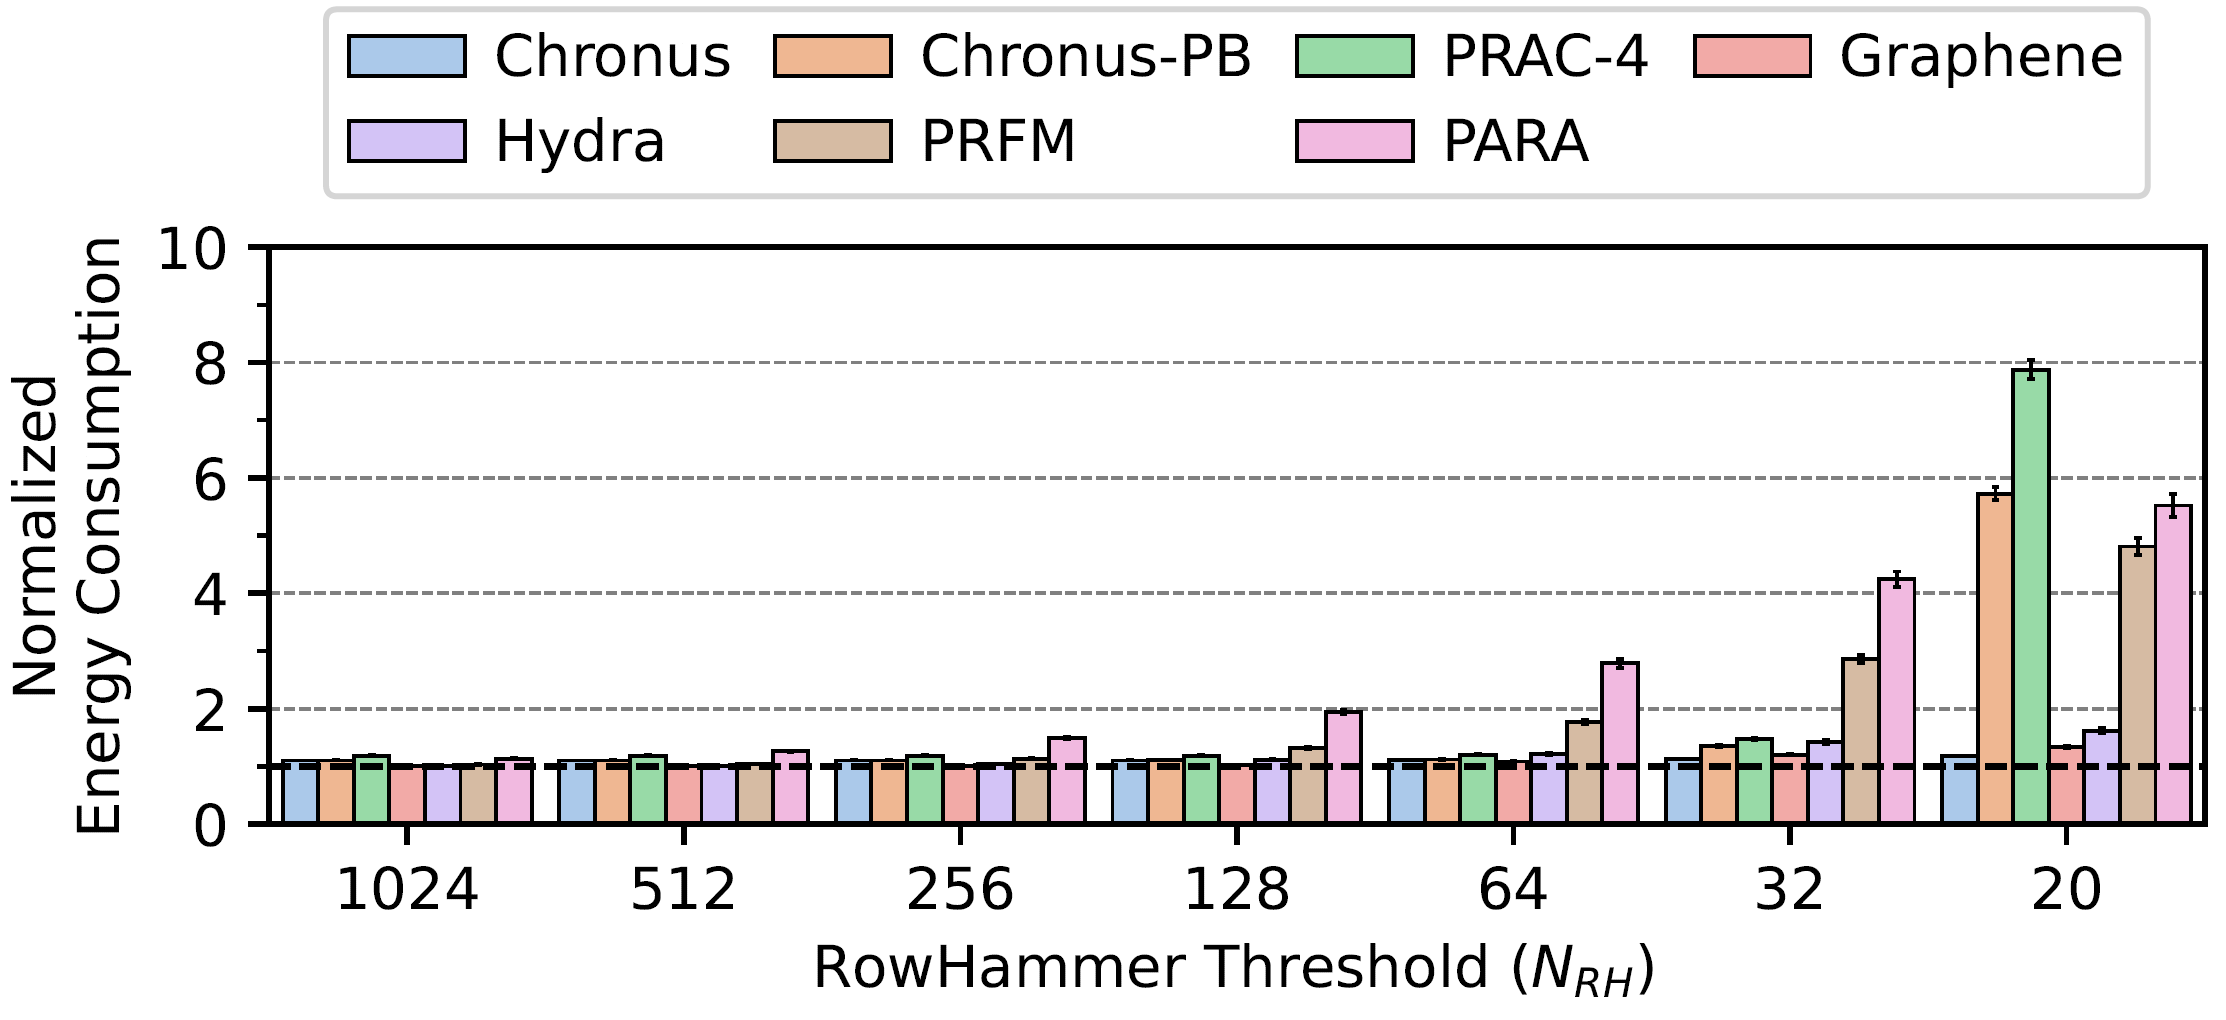 Chronus Chronus-PB PRAC-4 Graphene
Hydra PRFM PARA
Normalized
Energy Consumption
10
8
6
4
2
0
1024 512 256 128 64 32 20
RowHammer Threshold (N_RH)